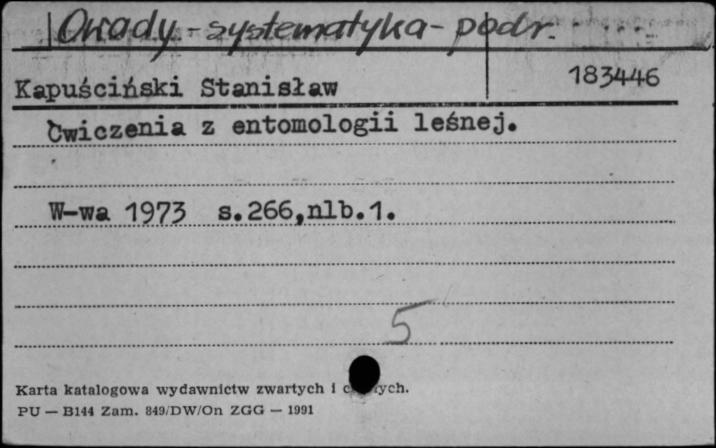 Owady - systematyka - podr.
Kapuściński Stanisław 183446
Ćwiczenia z entomologii leśnej.
W-wa 1973 s.266,nlb.1.
5
Karta katalogowa wydawnictw zwartych i
PU — B144 Zam. 849/DW/On ZGG — 1991